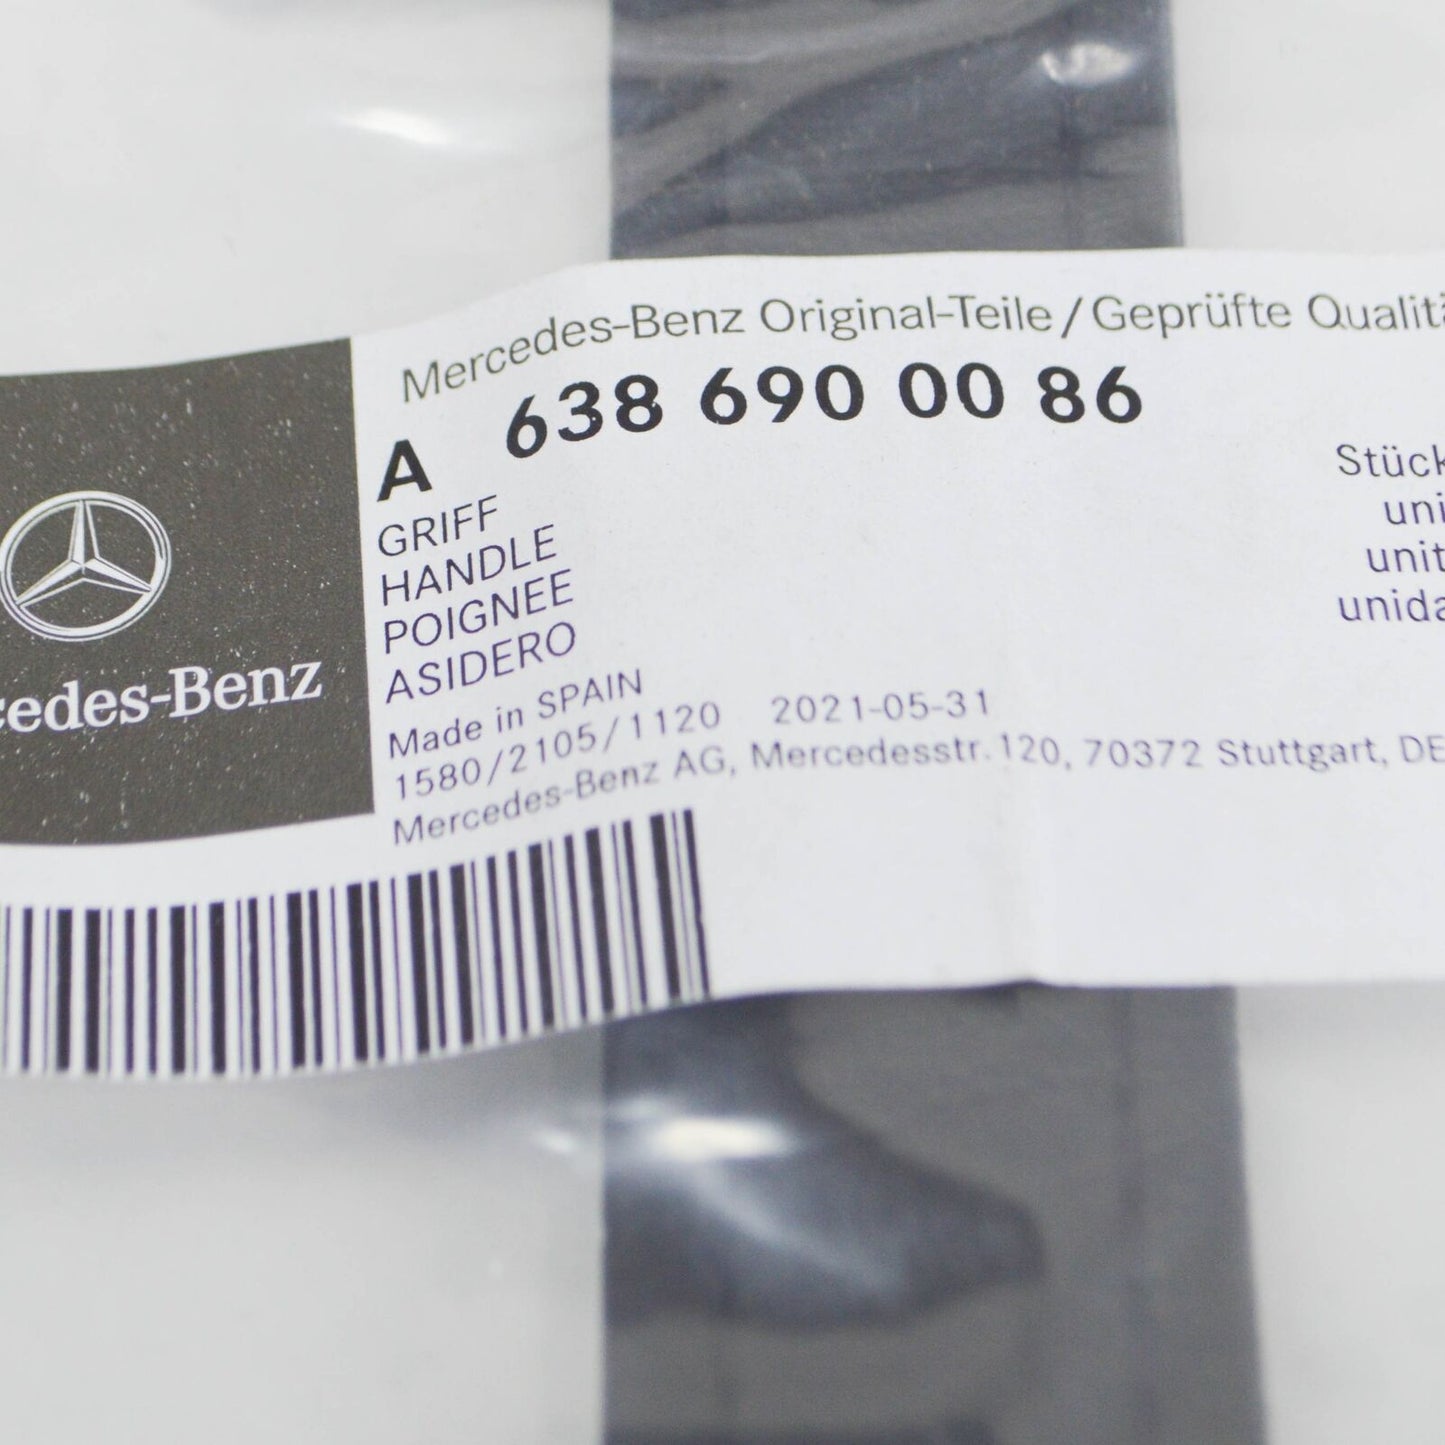 Mercedes-Benz Original-Teile/Geprüfte Qualitä
A 638 690 00 86
GRIFF
HANDLE
POIGNEE
ASIDERO
Made in SPAIN
1580/2105/1120 2021-05-31
Mercedes-Benz AG, Mercedesstr. 120, 70372 Stuttgart, DE
Stück
uni
unit
unida
cedes-Benz